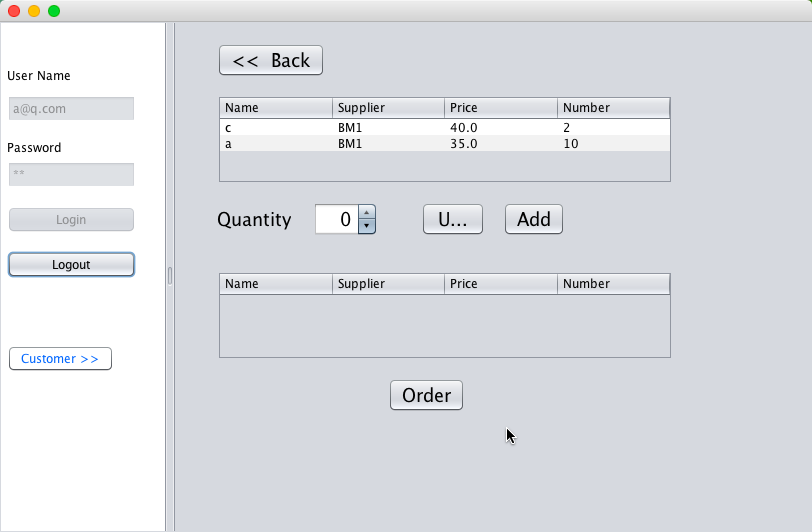 User Name
a@q.com
Password
**
Login
Logout
Customer >>
<< Back
Name Supplier Price Number
c BM1 40.0 2
a BM1 35.0 10
Quantity 0 U... Add
Name Supplier Price Number
Order